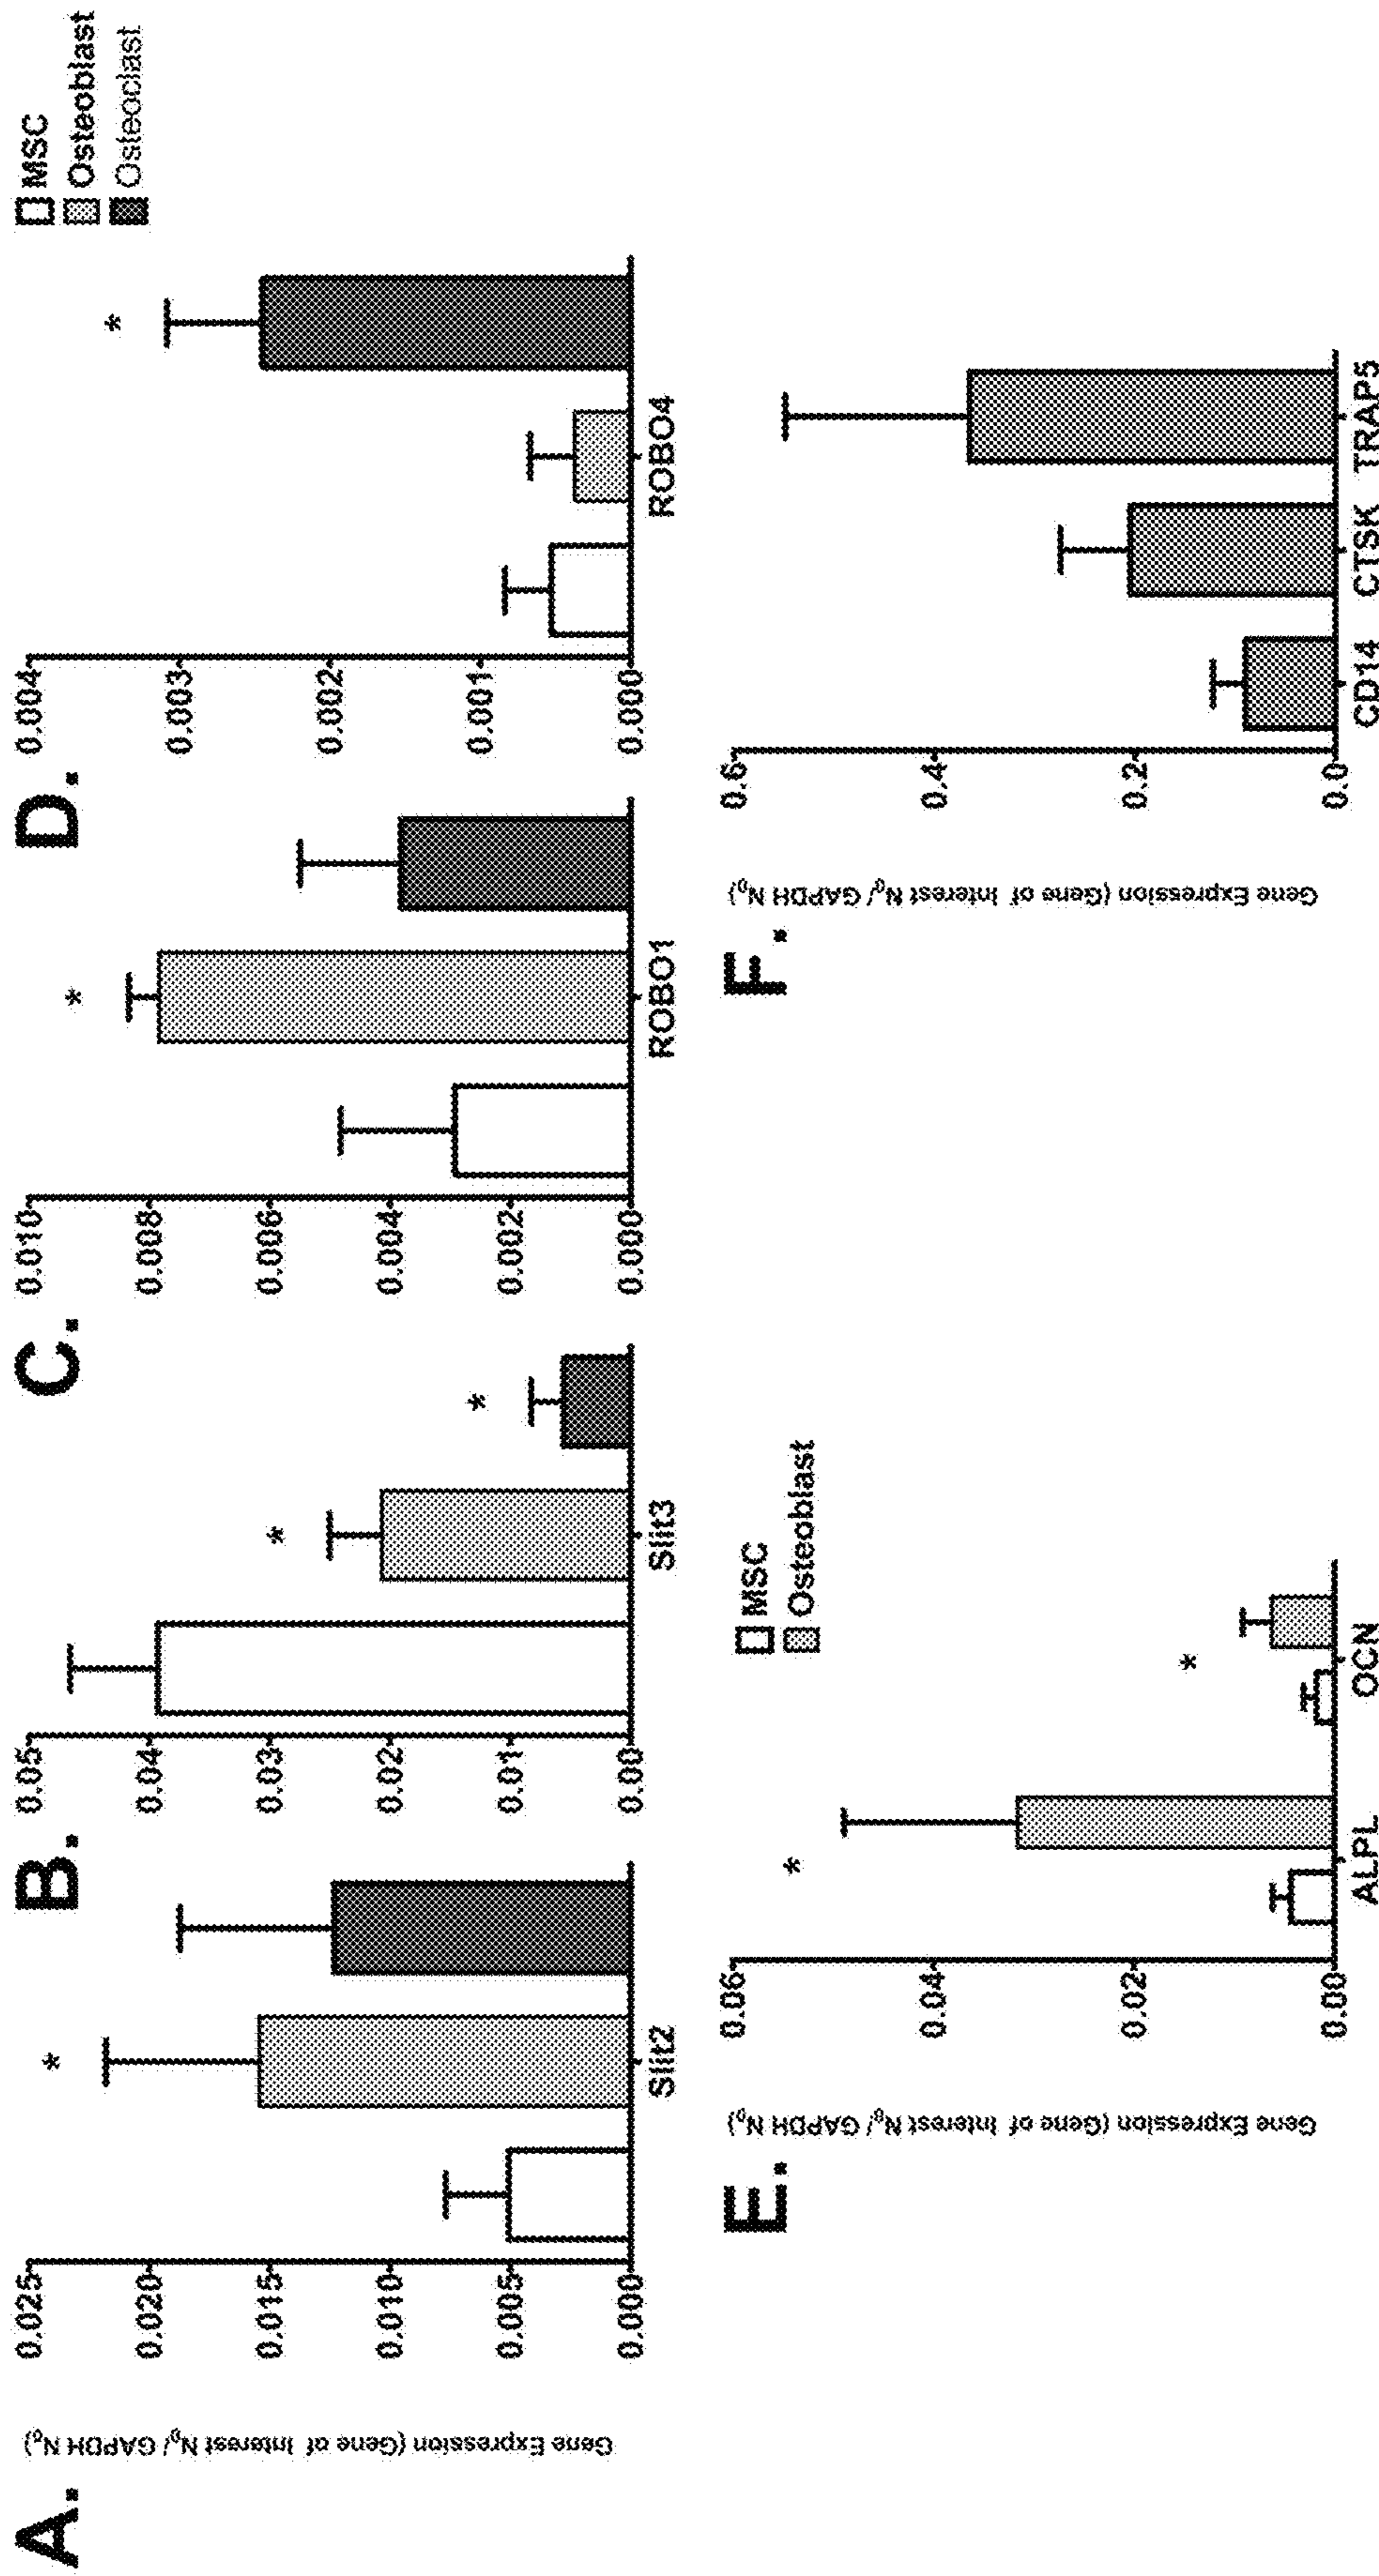 A.
Gene Expression (Gene of Interest N0/ GAPDH N0)
0.025
0.020
0.015
0.010
0.005
0.000
*
Slit2
B.
0.05
0.04
0.03
0.02
0.01
0.00
*
*
Slit3
C.
0.010
0.008
0.006
0.004
0.002
0.000
*
ROBO1
D.
0.004
0.003
0.002
0.001
0.000
*
ROBO4
MSC
Osteoblast
Osteoclast
E.
Gene Expression (Gene of Interest N0/ GAPDH N0)
0.06
0.04
0.02
0.00
*
*
ALPL OCN
MSC
Osteoblast
F.
Gene Expression (Gene of Interest N0/ GAPDH N0)
0.6
0.4
0.2
0.0
CD14 CTSK TRAP5